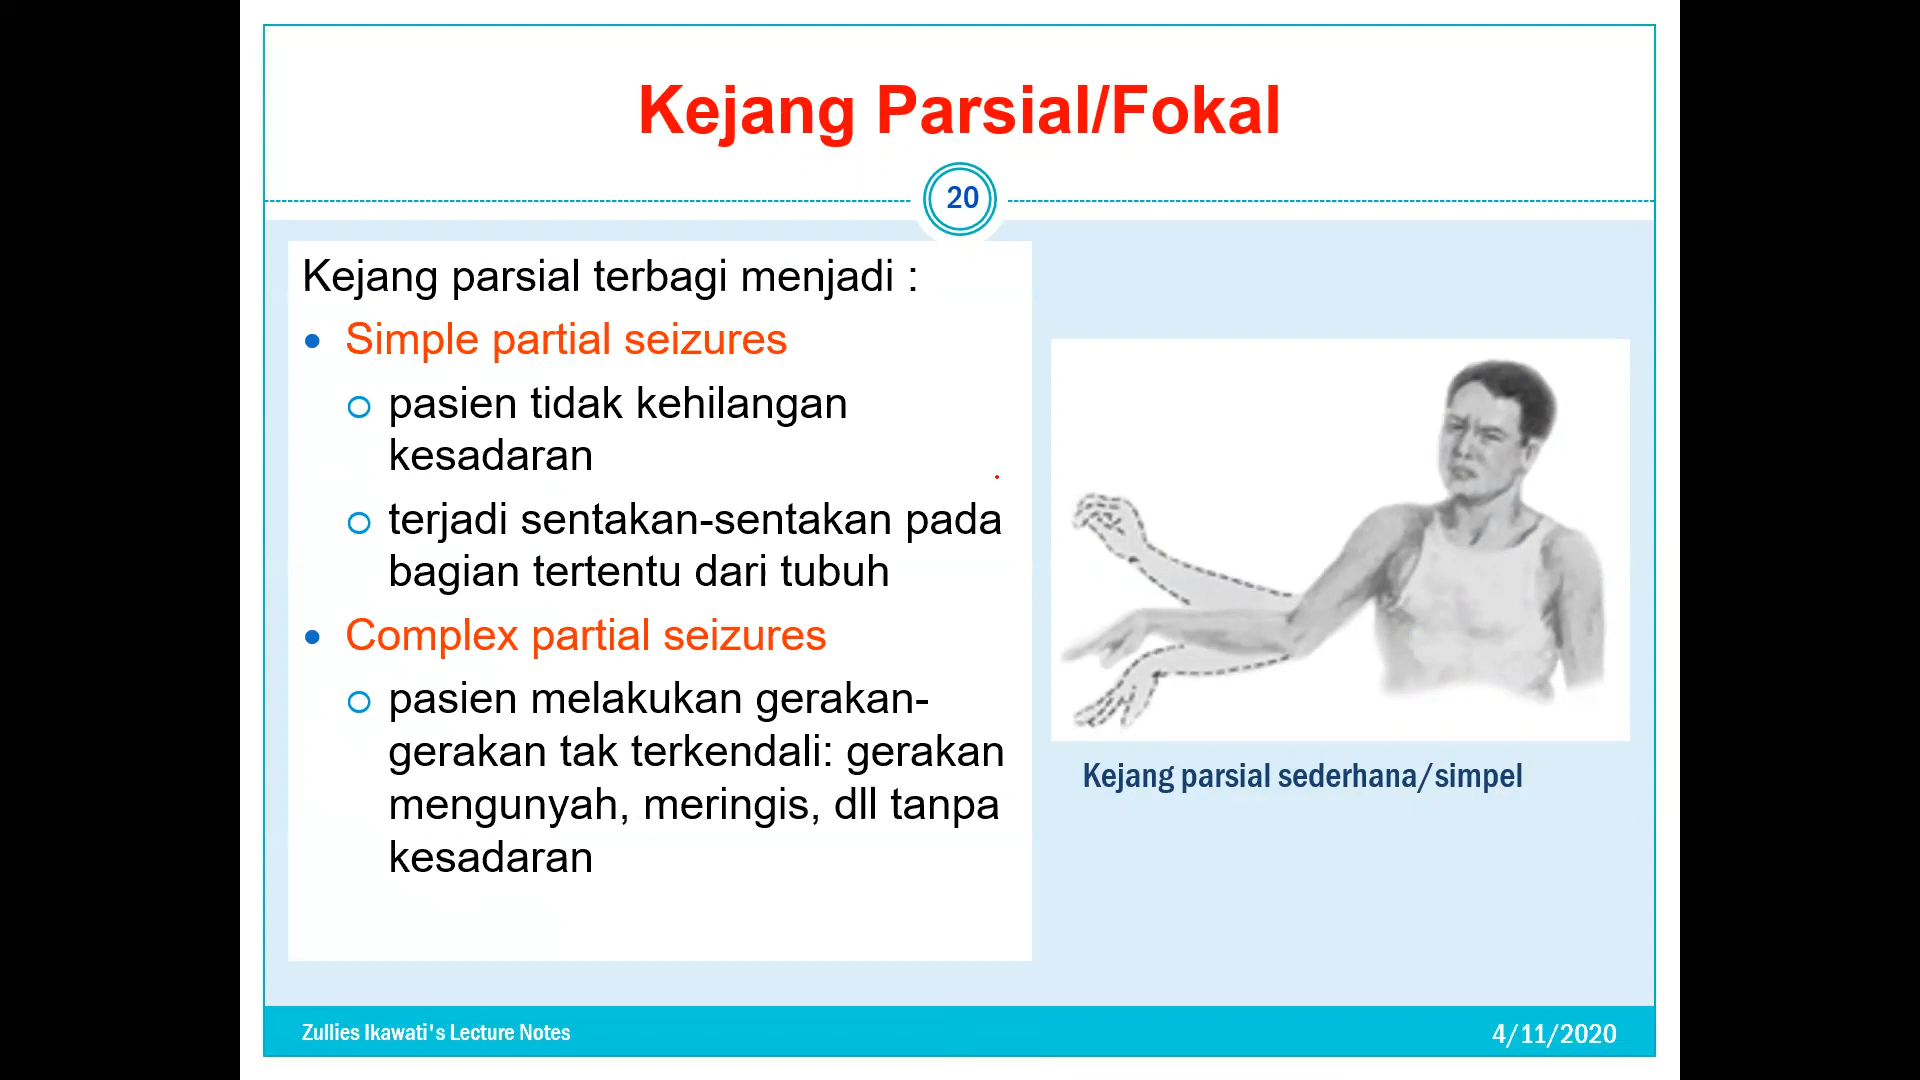 Kejang Parsial/Fokal
20
Kejang parsial terbagi menjadi :
• Simple partial seizures
o pasien tidak kehilangan
kesadaran
o terjadi sentakan-sentakan pada
bagian tertentu dari tubuh
• Complex partial seizures
o pasien melakukan gerakan-
gerakan tak terkendali: gerakan
mengunyah, meringis, dll tanpa
kesadaran
Kejang parsial sederhana/simpel
Zullies Ikawati's Lecture Notes
4/11/2020